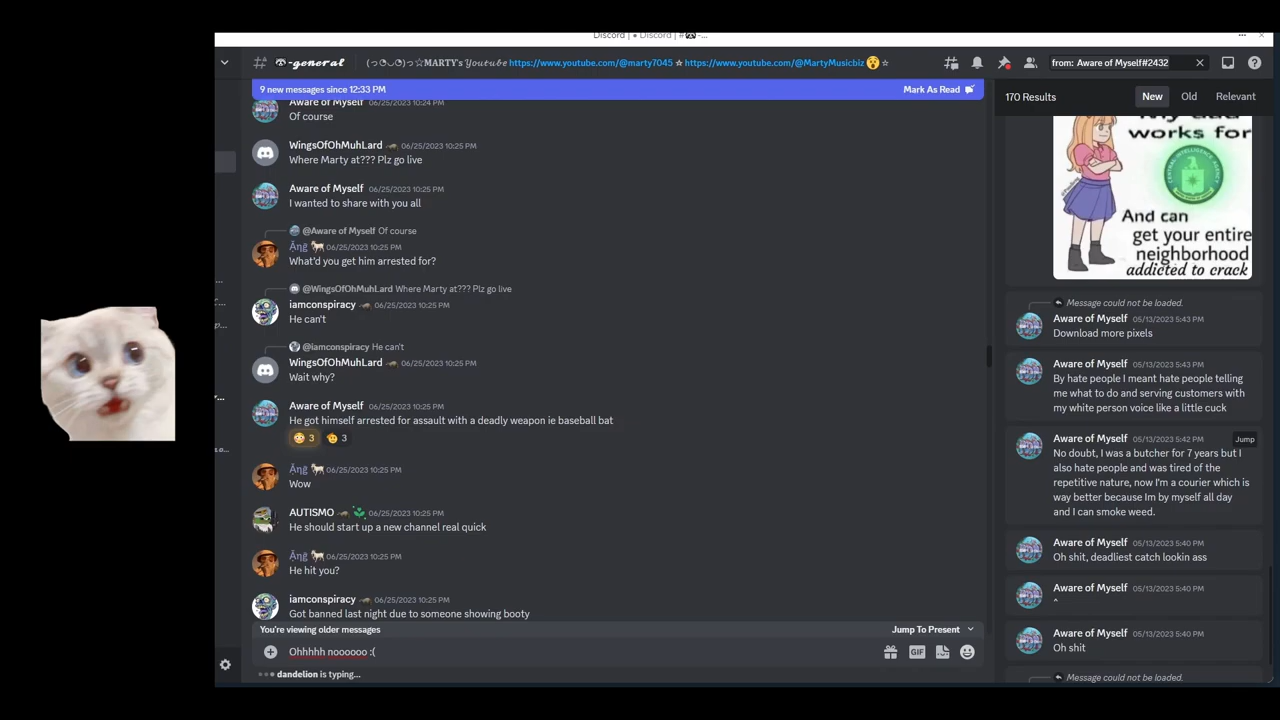 Discord | • Discord | #🐼-...
🐼-𝓰𝓮𝓷𝓮𝓻𝓪𝓵
(っ◔◡◔)っ☆𝐌𝐀𝐑𝐓𝐘'𝐬 𝒀𝒐𝒖𝒕𝒖𝒃𝒆 https://www.youtube.com/@marty7045 ☆ https://www.youtube.com/@MartyMusicbiz 😯 ☆
from: Aware of Myself#2432
9 new messages since 12:33 PM
Mark As Read
Aware of Myself 06/25/2023 10:24 PM
Of course
WingsOfOhMuhLard 06/25/2023 10:25 PM
Where Marty at??? Plz go live
Aware of Myself 06/25/2023 10:25 PM
I wanted to share with you all
@Aware of Myself Of course
06/25/2023 10:25 PM
What'd you get him arrested for?
@WingsOfOhMuhLard Where Marty at??? Plz go live
iamconspiracy 06/25/2023 10:25 PM
He can't
@iamconspiracy He can't
WingsOfOhMuhLard 06/25/2023 10:25 PM
Wait why?
Aware of Myself 06/25/2023 10:25 PM
He got himself arrested for assault with a deadly weapon ie baseball bat
3 3
06/25/2023 10:25 PM
Wow
AUTISMO 06/25/2023 10:25 PM
He should start up a new channel real quick
06/25/2023 10:25 PM
He hit you?
iamconspiracy 06/25/2023 10:25 PM
Got banned last night due to someone showing booty
You're viewing older messages
Jump To Present
Ohhhhh noooooo :(
GIF
dandelion is typing...
170 Results
New
Old
Relevant
My dad
works for
CENTRAL INTELLIGENCE AGENCY
And can
get your entire
neighborhood
addicted to crack
Message could not be loaded.
Aware of Myself 05/13/2023 5:43 PM
Download more pixels
Aware of Myself 05/13/2023 5:43 PM
By hate people I meant hate people telling
me what to do and serving customers with
my white person voice like a little cuck
Aware of Myself 05/13/2023 5:42 PM
Jump
No doubt, I was a butcher for 7 years but I
also hate people and was tired of the
repetitive nature, now I'm a courier which is
way better because Im by myself all day
and I can smoke weed.
Aware of Myself 05/13/2023 5:40 PM
Oh shit, deadliest catch lookin ass
Aware of Myself 05/13/2023 5:40 PM
^
Aware of Myself 05/13/2023 5:40 PM
Oh shit
Message could not be loaded.